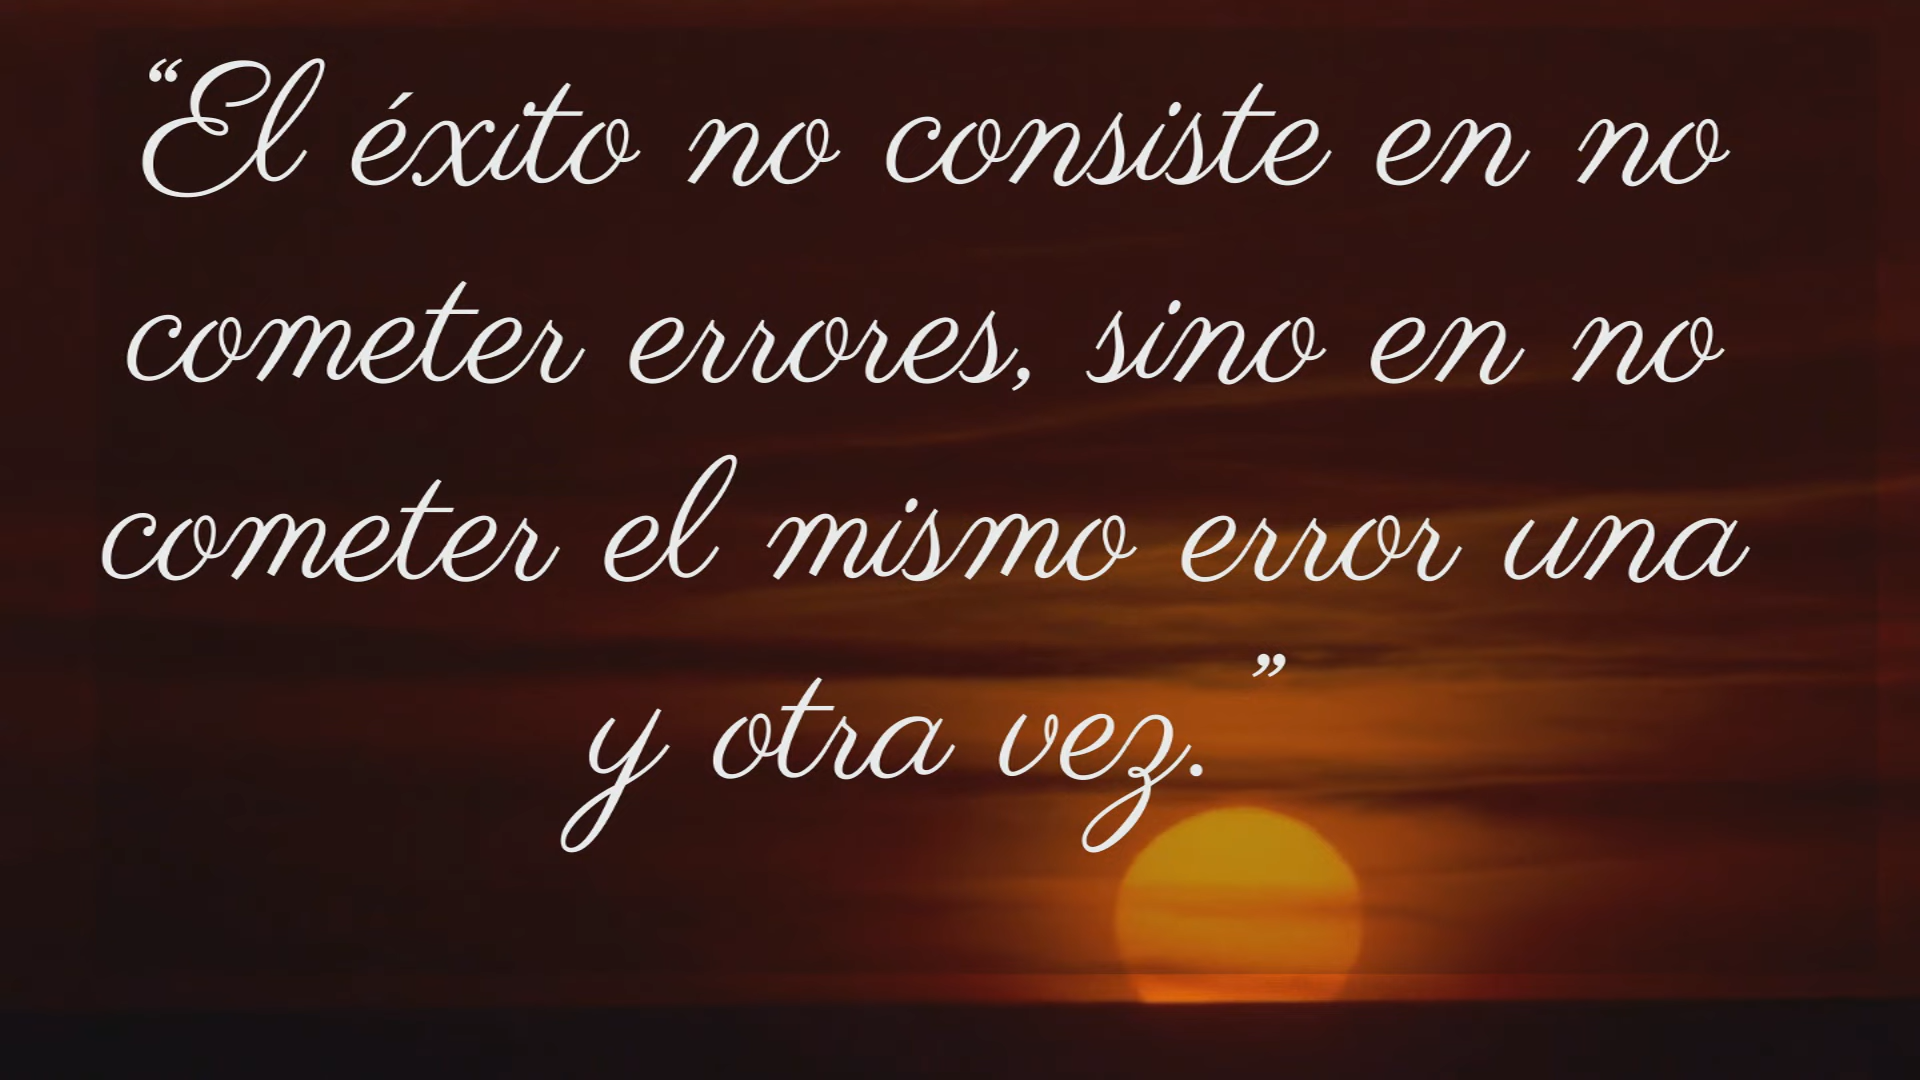 “El éxito no consiste en no
cometer errores, sino en no
cometer el mismo error una
y otra vez.”